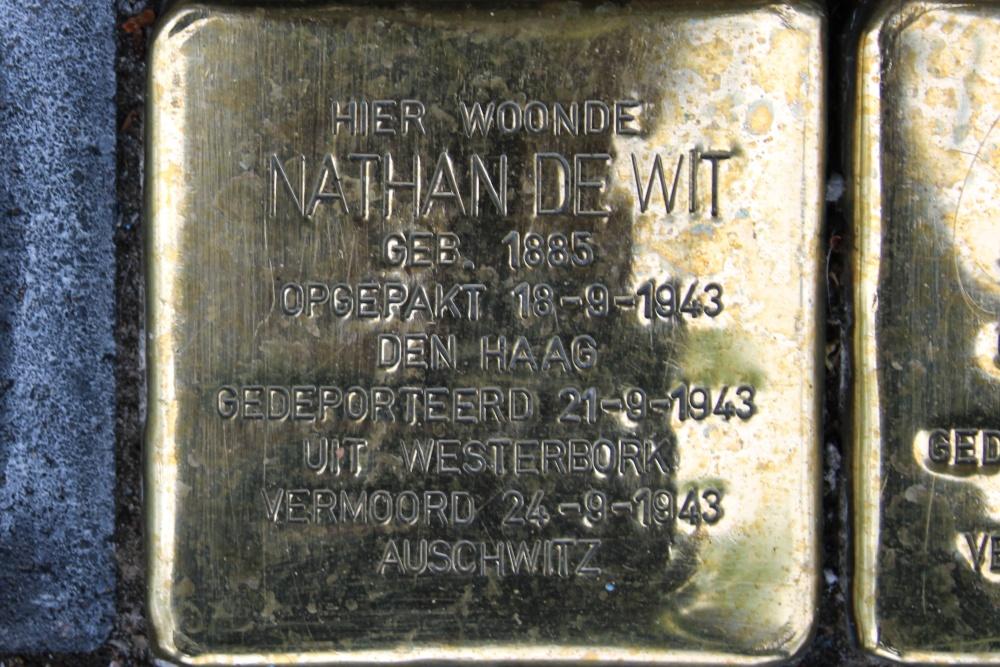 HIER WOONDE
NATHAN DE WIT
GEB. 1885
OPGEPAKT 18-9-1943
DEN HAAG
GEDEPORTEERD 21-9-1943
UIT WESTERBORK
VERMOORD 24-9-1943
AUSCHWITZ